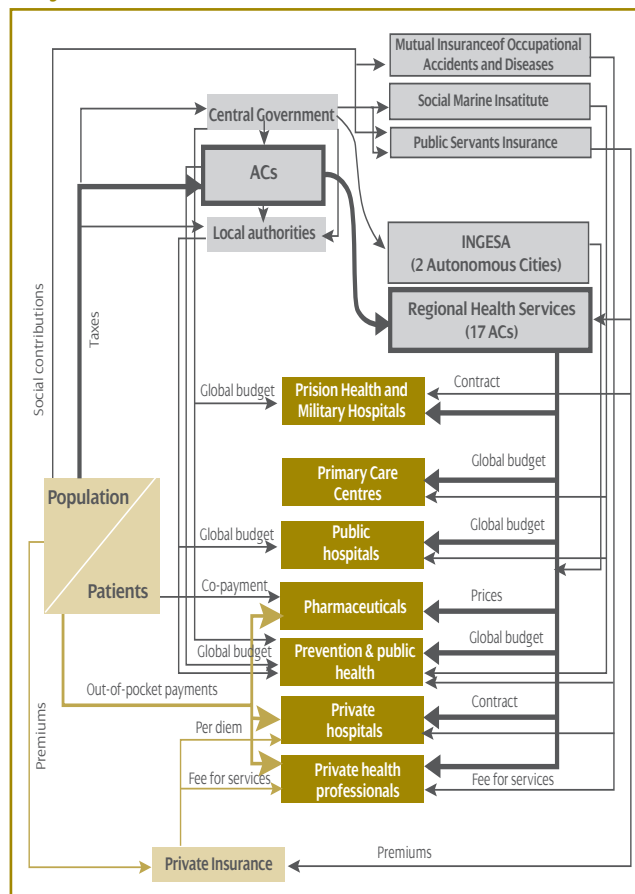 Mutual Insuranceof Occupational
Accidents and Diseases
Social Marine Insatitute
Central Government
Public Servants Insurance
ACs
Local authorities
INGESA
(2 Autonomous Cities)
Regional Health Services
(17 ACs)
Social contributions
Taxes
Global budget
Prision Health and
Military Hospitals
Contract
Primary Care
Centres
Global budget
Population
Patients
Global budget
Public
hospitals
Global budget
Co-payment
Pharmaceuticals
Prices
Global budget
Prevention & public
health
Global budget
Out-of-pocket payments
Premiums
Per diem
Private
hospitals
Contract
Fee for services
Private health
professionals
Fee for services
Private Insurance
Premiums